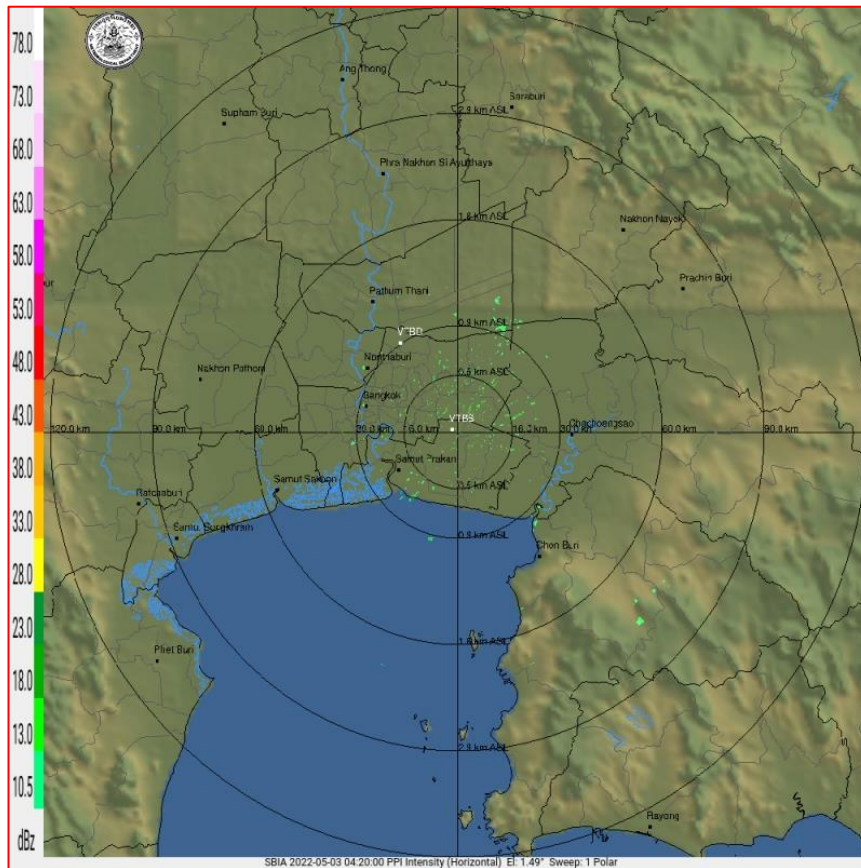 78.0
73.0
68.0
63.0
58.0
53.0
48.0
43.0
38.0
33.0
28.0
23.0
18.0
13.0
10.5
dBz
Ang Thong
Saraburi
2.9 km ASL
Supham Buri
Phra Nakhon Si Ayutthaya
1.8 km ASL
Nakhon Nayok
Prachin Buri
Pathum Thani
0.9 km ASL
VTBD
Nonthaburi
Nakhon Pathom
0.5 km ASL
Bangkok
VTBS
Chachoengsao
120.0 km
90.0 km
60.0 km
30.0 km
16.0 km
16.0 km
30.0 km
60.0 km
90.0 km
Samut Prakan
Samut Sakhon
0.5 km ASL
Ratchaburi
Samut Songkhram
0.9 km ASL
Chon Buri
1.8 km ASL
Phet Buri
2.9 km ASL
Rayong
SBIA 2022-05-03 04:20:00 PPI Intensity (Horizontal) El: 1.49° Sweep: 1 Polar